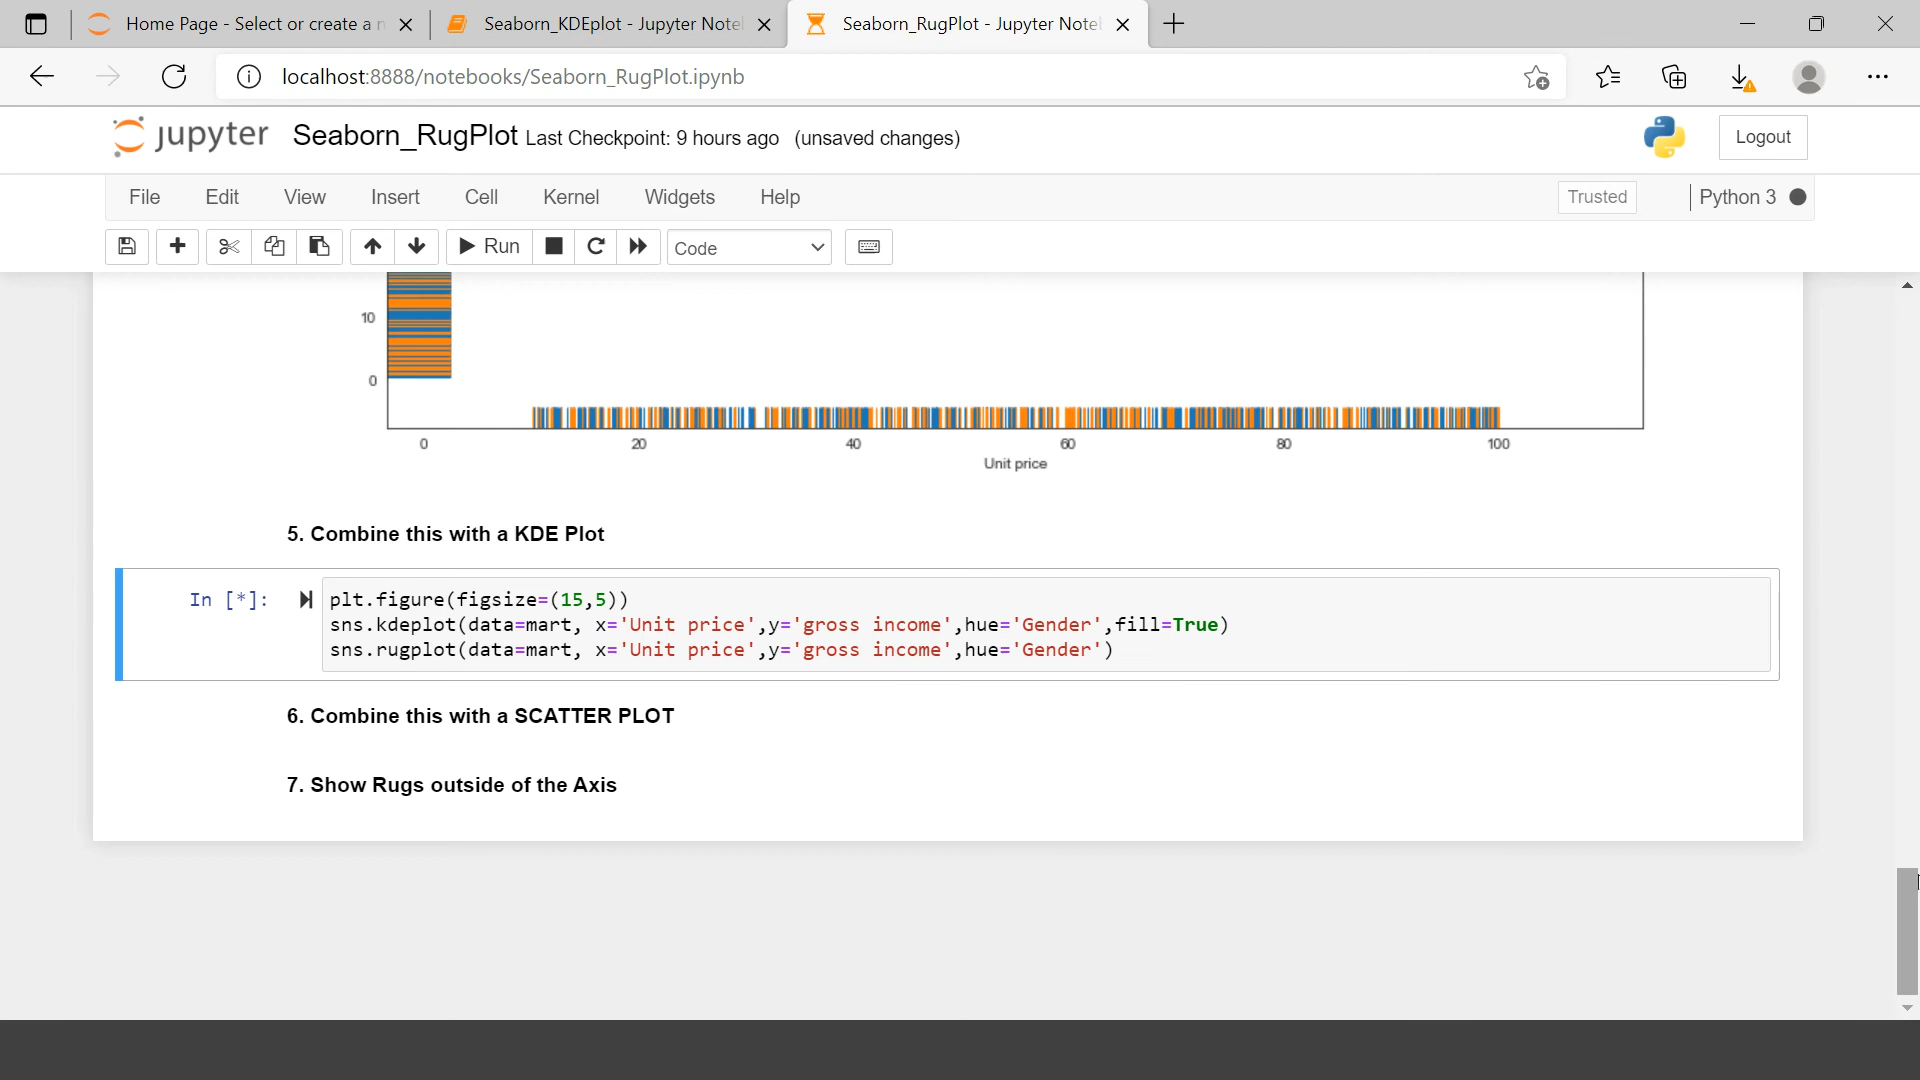 Home Page - Select or create a n
Seaborn_KDEplot - Jupyter Note
Seaborn_RugPlot - Jupyter Note
localhost:8888/notebooks/Seaborn_RugPlot.ipynb
jupyter Seaborn_RugPlot Last Checkpoint: 9 hours ago (unsaved changes)
Logout
File Edit View Insert Cell Kernel Widgets Help
Trusted
Python 3
Run
Code
10
0
0 20 40 60 80 100
Unit price
5. Combine this with a KDE Plot
In [*]:
plt.figure(figsize=(15,5))
sns.kdeplot(data=mart, x='Unit price',y='gross income',hue='Gender',fill=True)
sns.rugplot(data=mart, x='Unit price',y='gross income',hue='Gender')
6. Combine this with a SCATTER PLOT
7. Show Rugs outside of the Axis